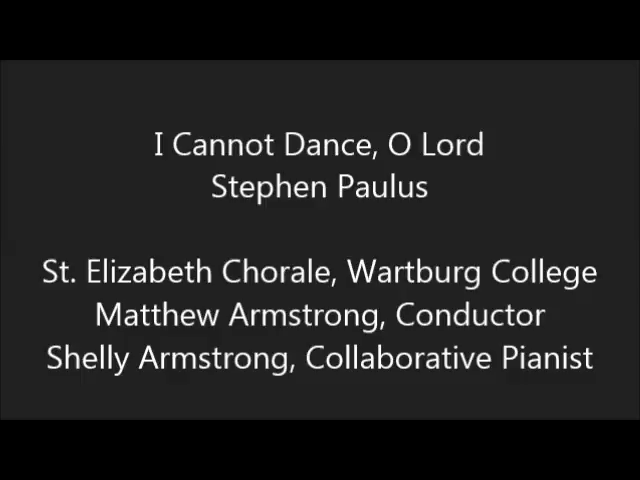 I Cannot Dance, O Lord
Stephen Paulus
St. Elizabeth Chorale, Wartburg College
Matthew Armstrong, Conductor
Shelly Armstrong, Collaborative Pianist